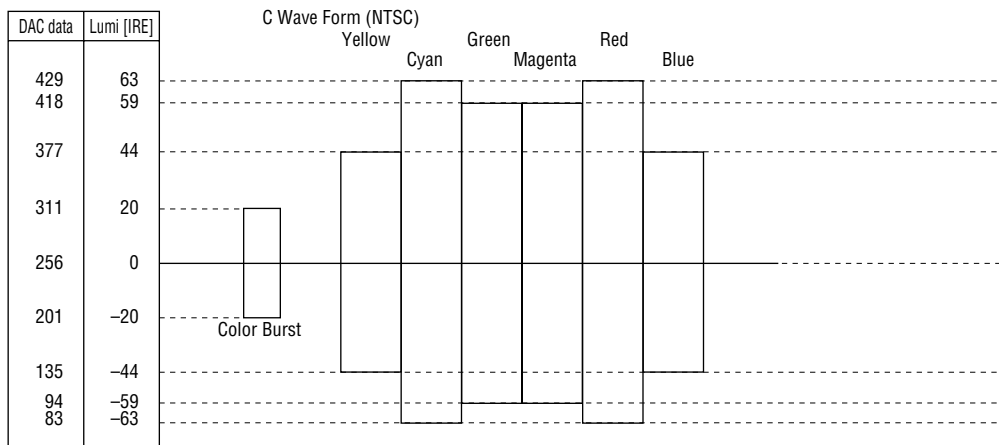 C Wave Form (NTSC)
DAC data Lumi [IRE]
Yellow Green Red
Cyan Magenta Blue
429 63
418 59
377 44
311 20
256 0
201 –20
Color Burst
135 –44
94 –59
83 –63